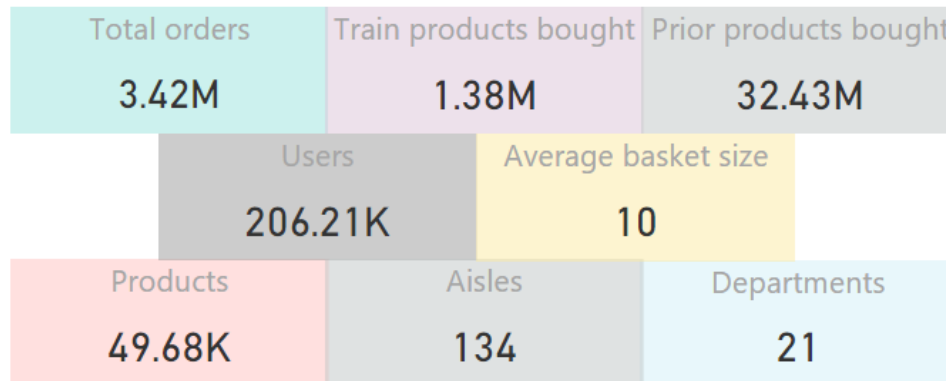 Total orders Train products bought Prior products bought
3.42M 1.38M 32.43M
Users Average basket size
206.21K 10
Products Aisles Departments
49.68K 134 21